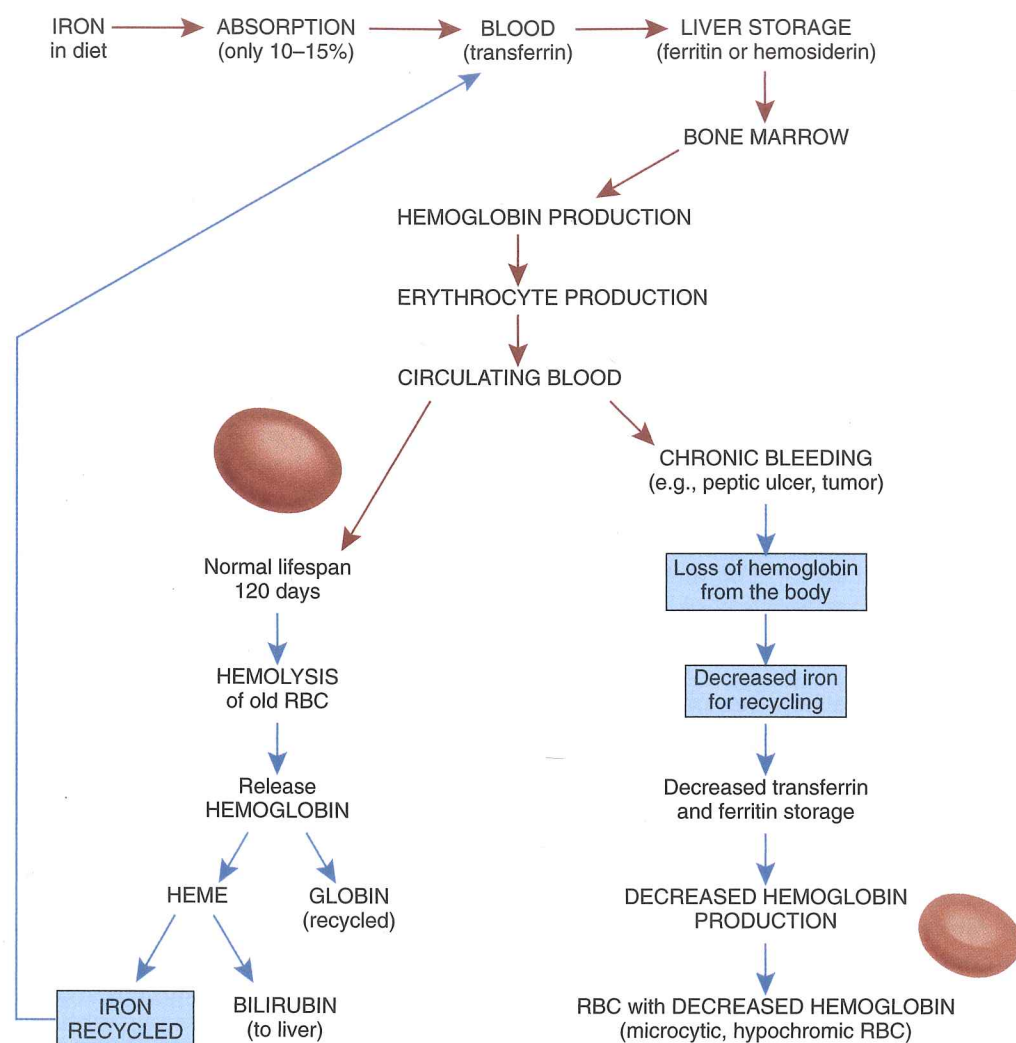 IRON
in diet
ABSORPTION
(only 10–15%)
BLOOD
(transferrin)
LIVER STORAGE
(ferritin or hemosiderin)
BONE MARROW
HEMOGLOBIN PRODUCTION
ERYTHROCYTE PRODUCTION
CIRCULATING BLOOD
CHRONIC BLEEDING
(e.g., peptic ulcer, tumor)
Normal lifespan
120 days
Loss of hemoglobin
from the body
HEMOLYSIS
of old RBC
Decreased iron
for recycling
Release
HEMOGLOBIN
Decreased transferrin
and ferritin storage
HEME
GLOBIN
(recycled)
DECREASED HEMOGLOBIN
PRODUCTION
IRON
RECYCLED
BILIRUBIN
(to liver)
RBC with DECREASED HEMOGLOBIN
(microcytic, hypochromic RBC)